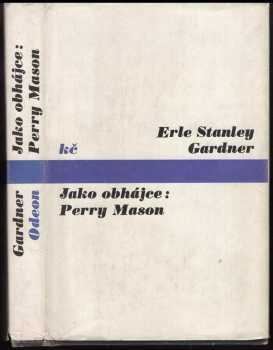 Jako obhájce:
Perry Mason
Gardner
Odeon
Erle Stanley
Gardner
kč
Jako obhájce:
Perry Mason